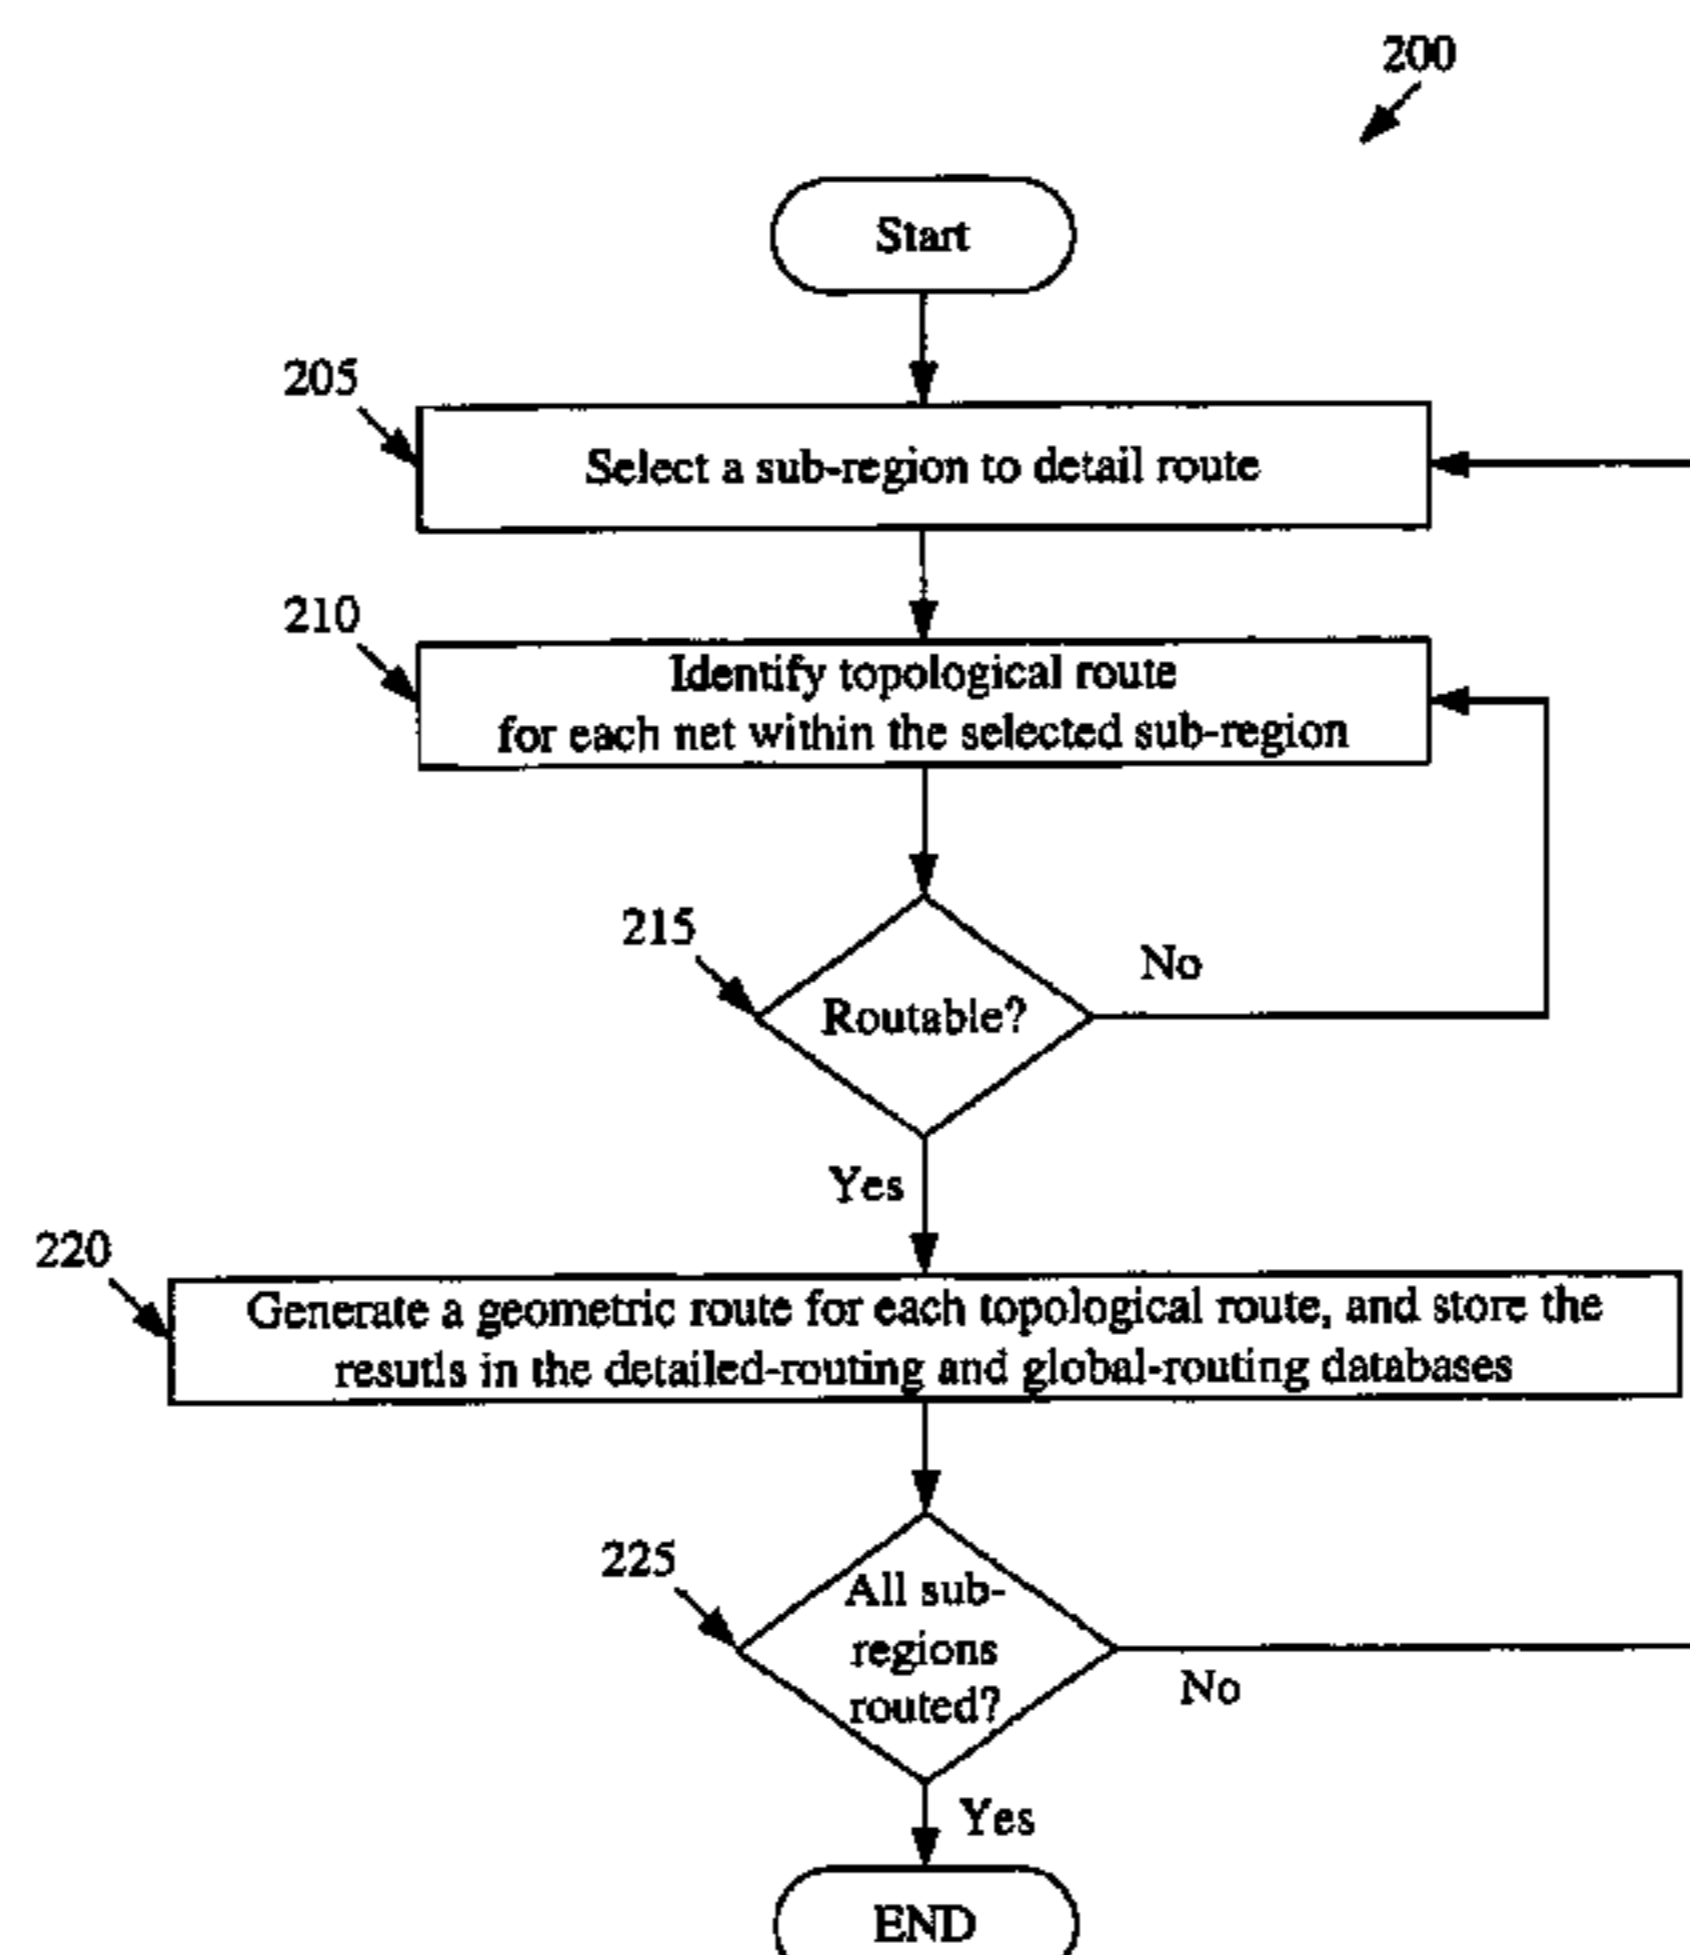 200
Start
205
Select a sub-region to detail route
210
Identify topological route
for each net within the selected sub-region
215
Routable?
No
Yes
220
Generate a geometric route for each topological route, and store the
resutls in the detailed-routing and global-routing databases
225
All sub-
regions
routed?
No
Yes
END